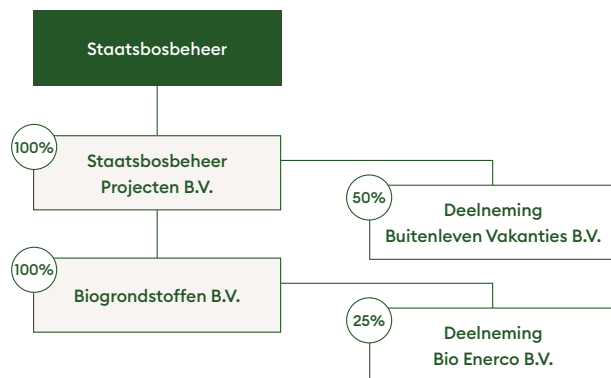 Staatsbosbeheer
100%
Staatsbosbeheer
Projecten B.V.
50%
Deelneming
Buitenleven Vakanties B.V.
100%
Biogrondstoffen B.V.
25%
Deelneming
Bio Enerco B.V.